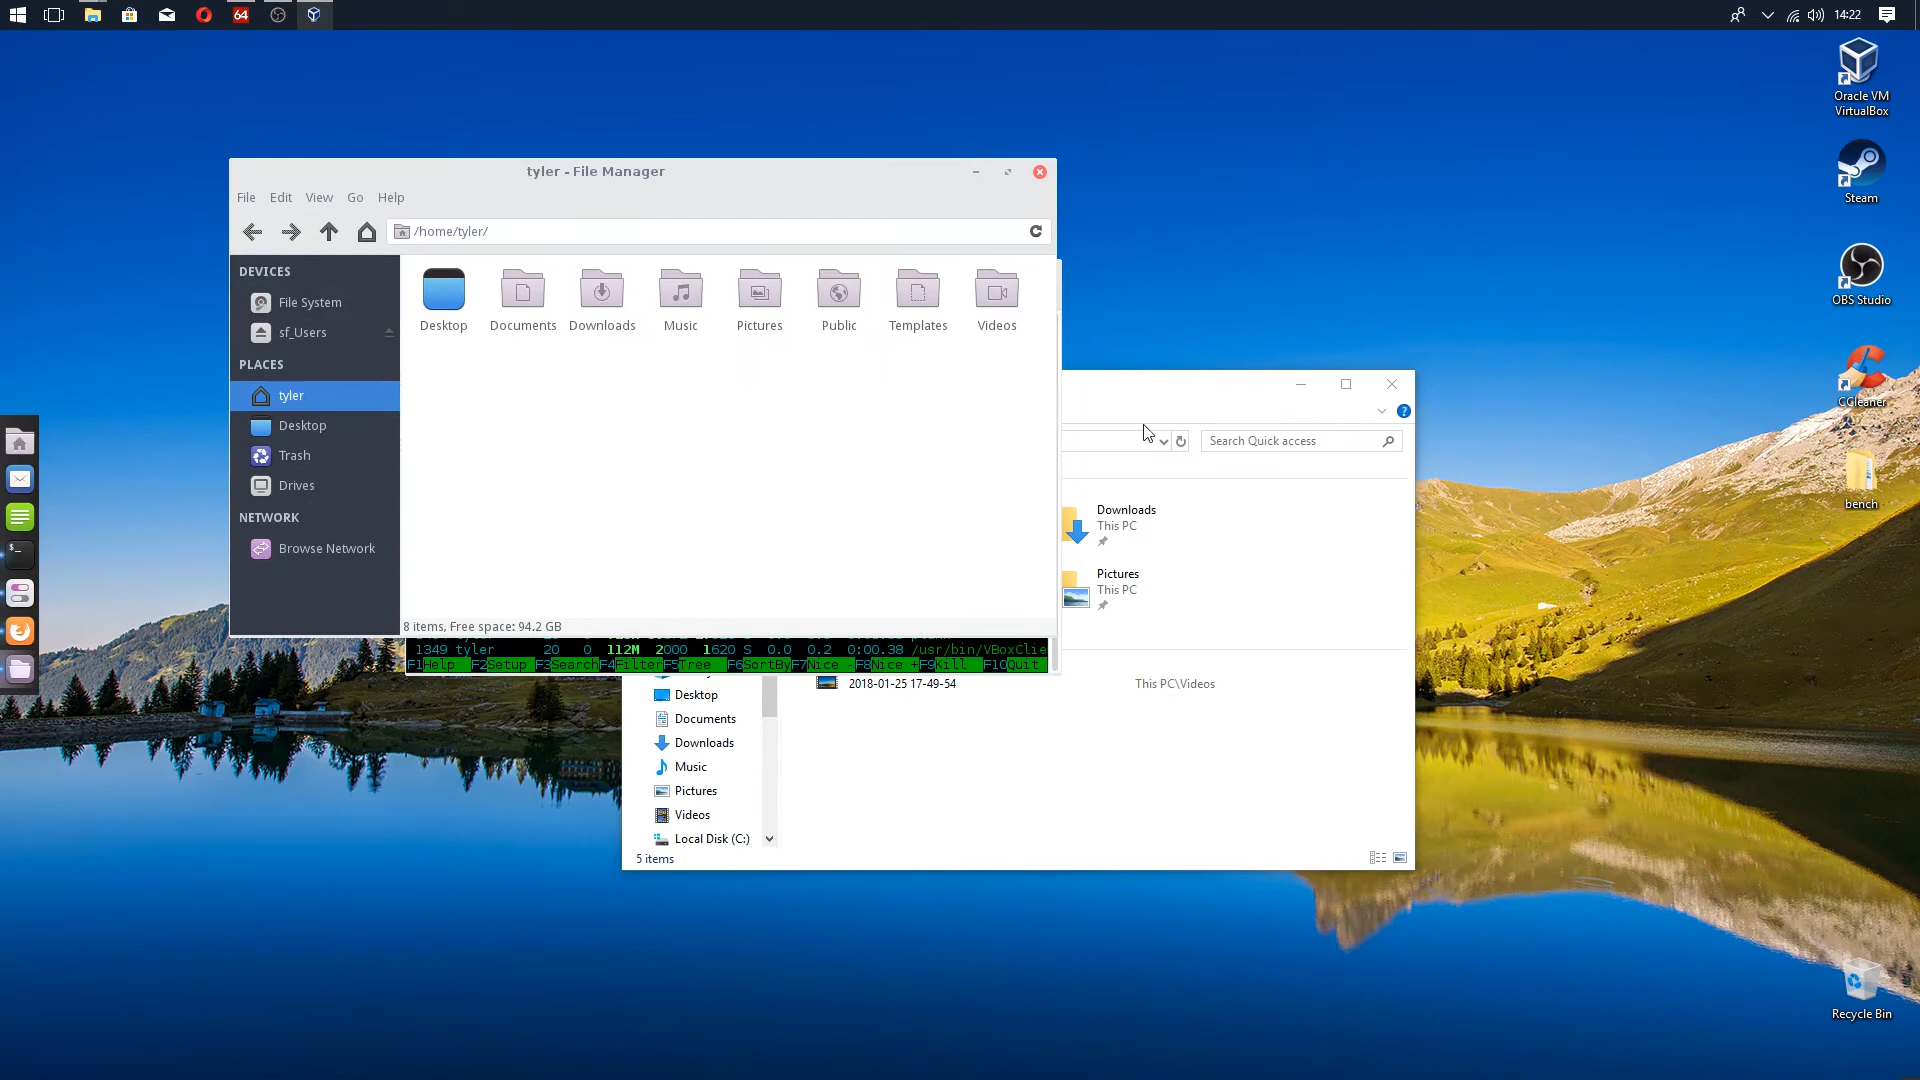 64
14:22
Oracle VM
VirtualBox
Steam
OBS Studio
CCleaner
bench
Recycle Bin
tyler - File Manager
File Edit View Go Help
/home/tyler/
DEVICES
File System
sf_Users
PLACES
tyler
Desktop
Trash
Drives
NETWORK
Browse Network
Desktop Documents Downloads Music Pictures Public Templates Videos
8 items, Free space: 94.2 GB
1349 tyler 20 0 112M 2000 1620 S 0.0 0.2 0:00.38 /usr/bin/VBoxClie
F1Help F2Setup F3SearchF4FilterF5Tree F6SortByF7Nice -F8Nice +F9Kill F10Quit
Search Quick access
Downloads
This PC
Pictures
This PC
2018-01-25 17-49-54 This PC\Videos
Desktop
Documents
Downloads
Music
Pictures
Videos
Local Disk (C:)
5 items